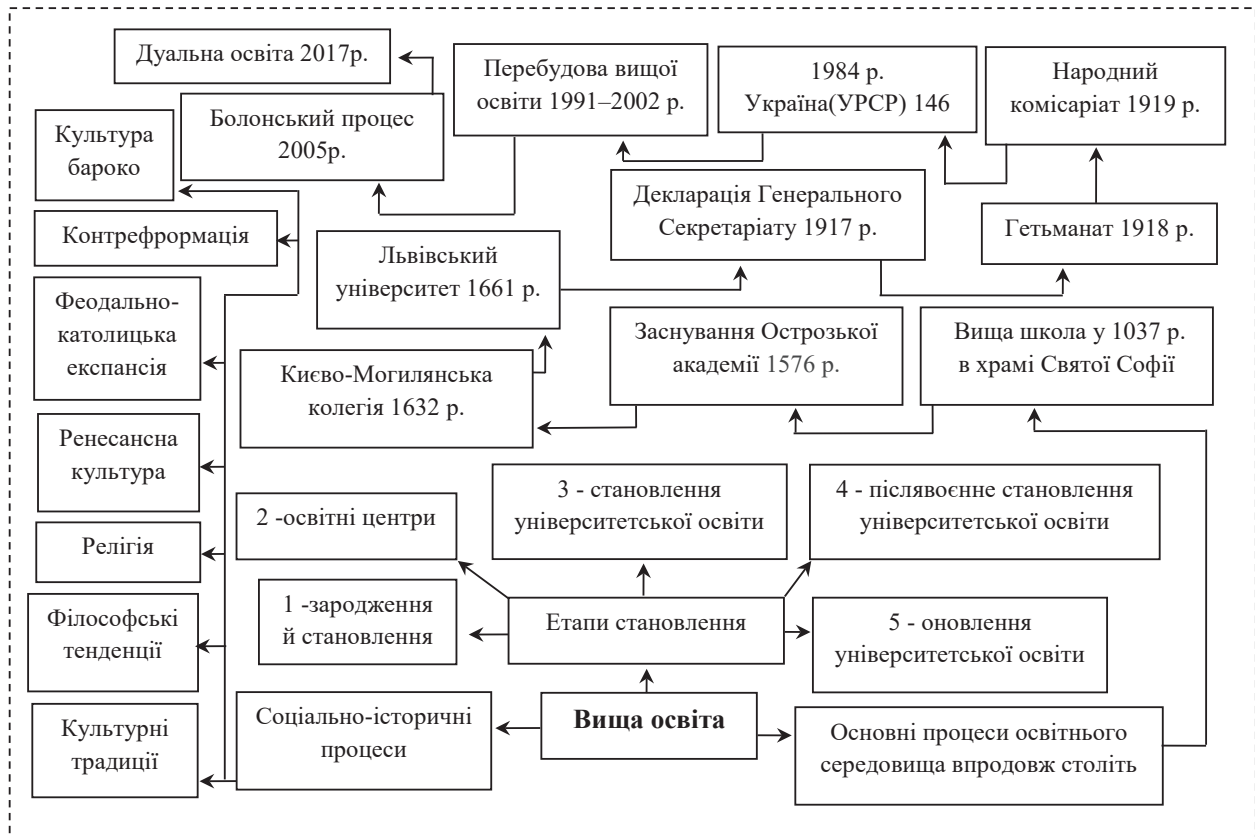 Дуальна освіта 2017р.
Перебудова вищої
освіти 1991–2002 р.
1984 р.
Україна(УРСР) 146
Народний
комісаріат 1919 р.
Болонський процес
2005р.
Культура
бароко
Декларація Генерального
Секретаріату 1917 р.
Гетьманат 1918 р.
Контрефрормація
Львівський
університет 1661 р.
Феодально-
католицька
експансія
Заснування Острозької
академії 1576 р.
Вища школа у 1037 р.
в храмі Святої Софії
Києво-Могилянська
колегія 1632 р.
Ренесансна
культура
2 -освітні центри
3 - становлення
університетської освіти
4 - післявоєнне становлення
університетської освіти
Релігія
1 -зародження
й становлення
Етапи становлення
5 - оновлення
університетської освіти
Філософські
тенденції
Культурні
традиції
Соціально-історичні
процеси
Вища освіта
Основні процеси освітнього
середовища впродовж століть